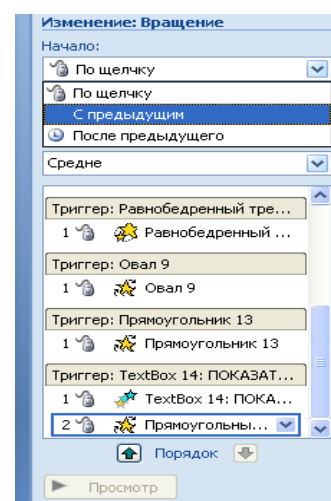 Изменение: Вращение
Начало:
По щелчку
По щелчку
С предыдущим
После предыдущего
Средне
Триггер: Равнобедренный тре...
1 Равнобедренный ...
Триггер: Овал 9
1 Овал 9
Триггер: Прямоугольник 13
1 Прямоугольник 13
Триггер: TextBox 14: ПОКАЗАТ...
1 TextBox 14: ПОКА...
2 Прямоугольны...
Порядок
Просмотр